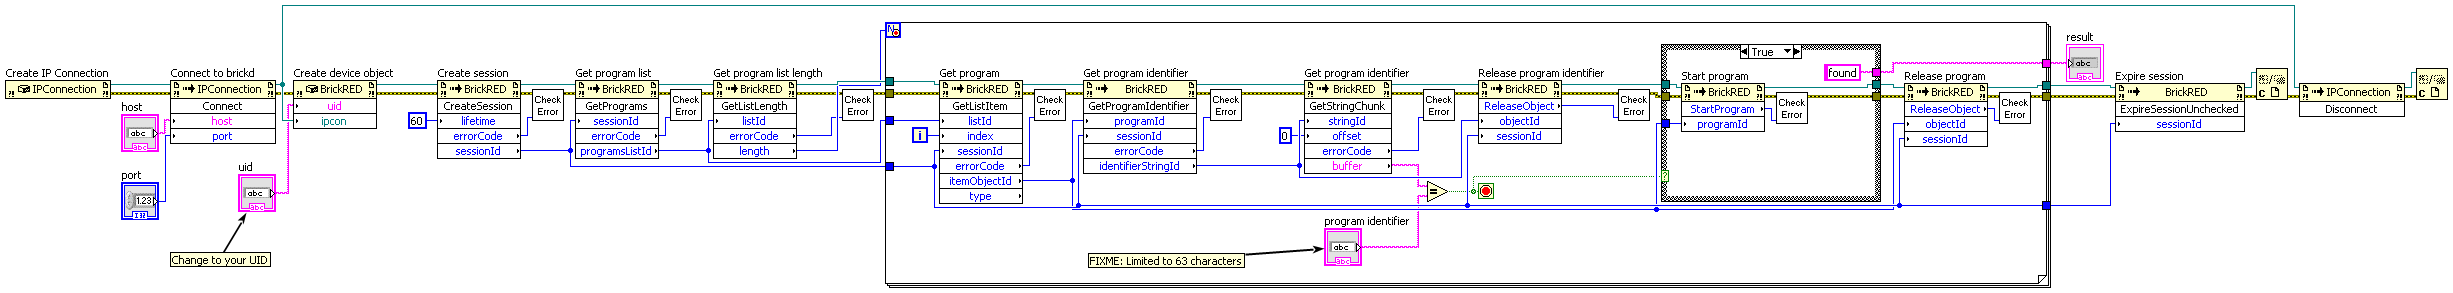 Create IP Connection
IPConnection
Connect to brickd
IPConnection
Connect
host
port
host
abc
abc
port
1.23
I32
uid
abc
abc
Change to your UID
Create device object
BrickRED
uid
ipcon
Create session
BrickRED
CreateSession
lifetime
errorCode
sessionId
60
Check
Error
Get program list
BrickRED
GetPrograms
sessionId
errorCode
programsListId
Check
Error
Get program list length
BrickRED
GetListLength
listId
errorCode
length
Check
Error
N
i
Get program
BrickRED
GetListItem
listId
index
sessionId
errorCode
itemObjectId
type
Check
Error
Get program identifier
BrickRED
GetProgramIdentifier
programId
sessionId
errorCode
identifierStringId
Check
Error
Get program identifier
BrickRED
GetStringChunk
stringId
offset
errorCode
buffer
0
Check
Error
program identifier
abc
abc
FIXME: Limited to 63 characters
=
Release program identifier
BrickRED
ReleaseObject
objectId
sessionId
Check
Error
True
?
found
Start program
BrickRED
StartProgram
programId
Check
Error
Release program
BrickRED
ReleaseObject
objectId
sessionId
Check
Error
result
abc
abc
Expire session
BrickRED
ExpireSessionUnchecked
sessionId
C
IPConnection
Disconnect
C